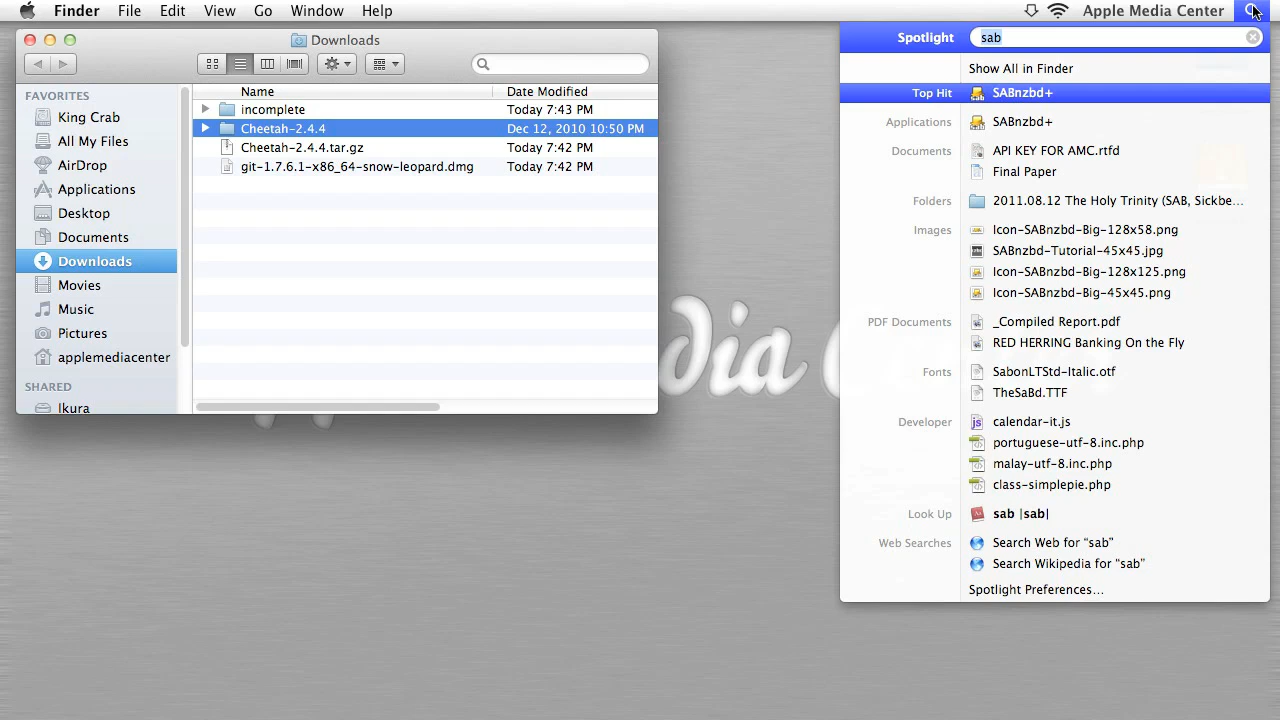 Finder File Edit View Go Window Help Apple Media Center
Downloads
Name Date Modified
incomplete Today 7:43 PM
Cheetah-2.4.4 Dec 12, 2010 10:50 PM
Cheetah-2.4.4.tar.gz Today 7:42 PM
git-1.7.6.1-x86_64-snow-leopard.dmg Today 7:42 PM
FAVORITES
King Crab
All My Files
AirDrop
Applications
Desktop
Documents
Downloads
Movies
Music
Pictures
applemediacenter
SHARED
Ikura
Spotlight sab
Show All in Finder
Top Hit SABnzbd+
Applications SABnzbd+
Documents API KEY FOR AMC.rtfd
Final Paper
Folders 2011.08.12 The Holy Trinity (SAB, Sickbe...
Images Icon-SABnzbd-Big-128x58.png
SABnzbd-Tutorial-45x45.jpg
Icon-SABnzbd-Big-128x125.png
Icon-SABnzbd-Big-45x45.png
PDF Documents _Compiled Report.pdf
RED HERRING Banking On the Fly
Fonts SabonLTStd-Italic.otf
TheSaBd.TTF
Developer calendar-it.js
portuguese-utf-8.inc.php
malay-utf-8.inc.php
class-simplepie.php
Look Up sab |sab|
Web Searches Search Web for “sab”
Search Wikipedia for “sab”
Spotlight Preferences...